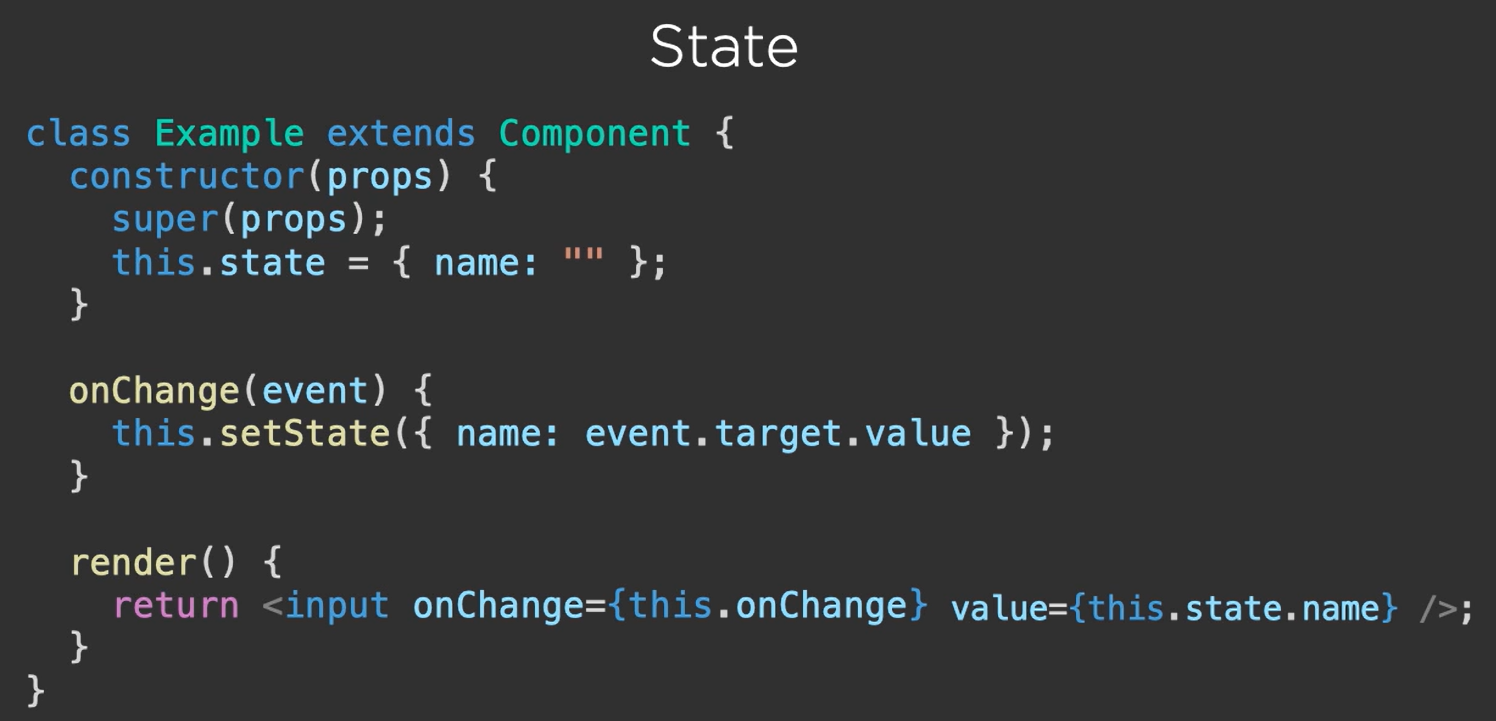 State
class Example extends Component {
  constructor(props) {
    super(props);
    this.state = { name: "" };
  }

  onChange(event) {
    this.setState({ name: event.target.value });
  }

  render() {
    return <input onChange={this.onChange} value={this.state.name} />;
  }
}